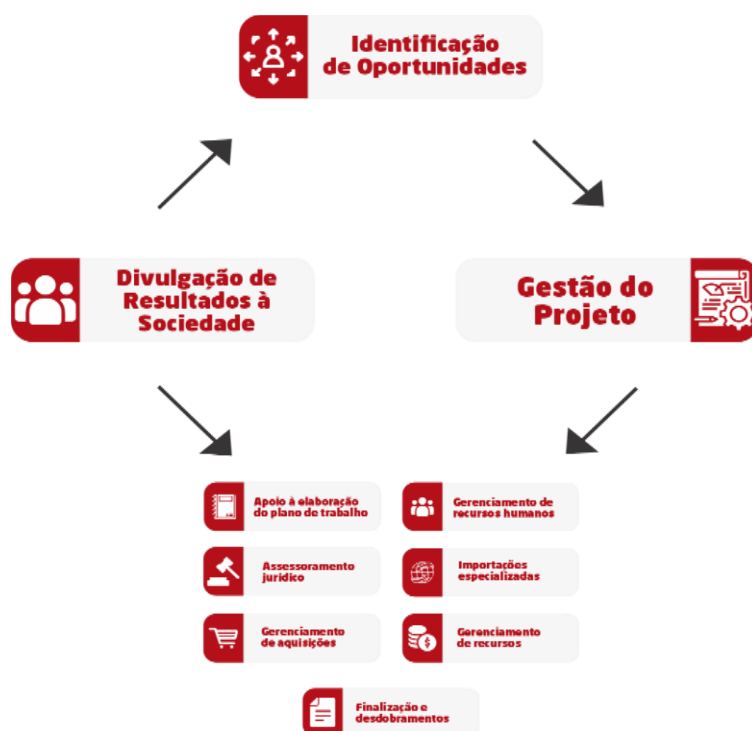 Identificação
de Oportunidades
Divulgação de
Resultados à
Sociedade
Gestão do
Projeto
Apoio à elaboração
do plano de trabalho
Gerenciamento de
recursos humanos
Assessoramento
jurídico
Importações
especializadas
Gerenciamento
de aquisições
Gerenciamento
de recursos
Finalização e
desdobramentos